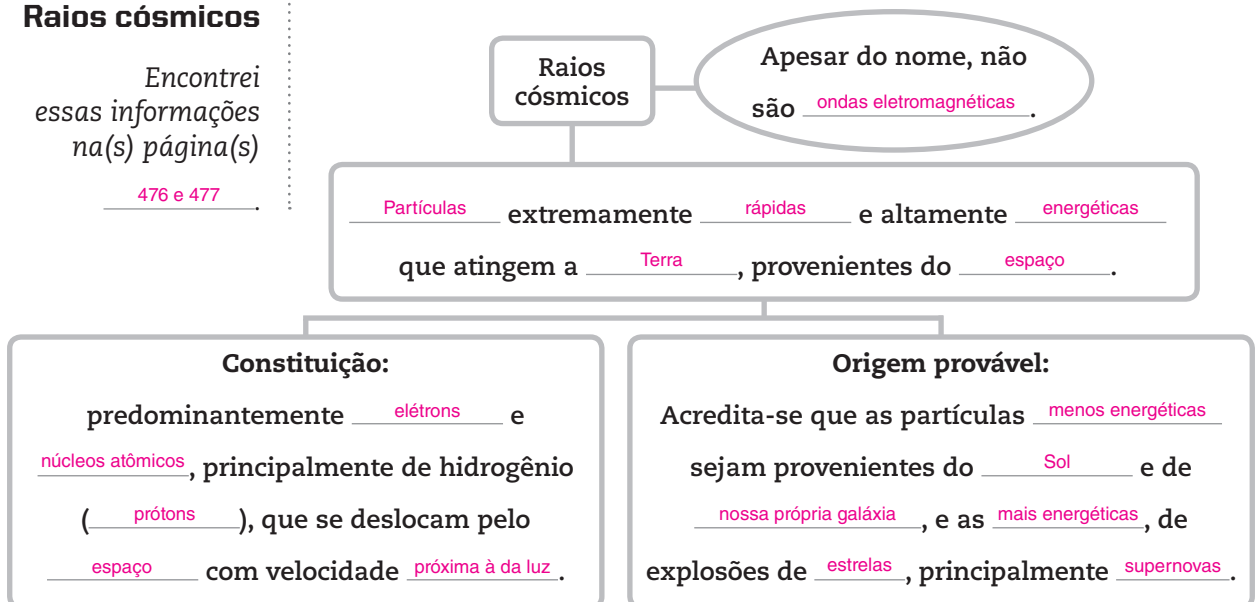 Raios cósmicos
Encontrei
essas informações
na(s) página(s)
476 e 477.
Raios
cósmicos
Apesar do nome, não
são ondas eletromagnéticas.
Partículas extremamente rápidas e altamente energéticas
que atingem a Terra, provenientes do espaço.
Constituição:
predominantemente elétrons e
núcleos atômicos, principalmente de hidrogênio
(prótons), que se deslocam pelo
espaço com velocidade próxima à da luz.
Origem provável:
Acredita-se que as partículas menos energéticas
sejam provenientes do Sol e de
nossa própria galáxia, e as mais energéticas, de
explosões de estrelas, principalmente supernovas.